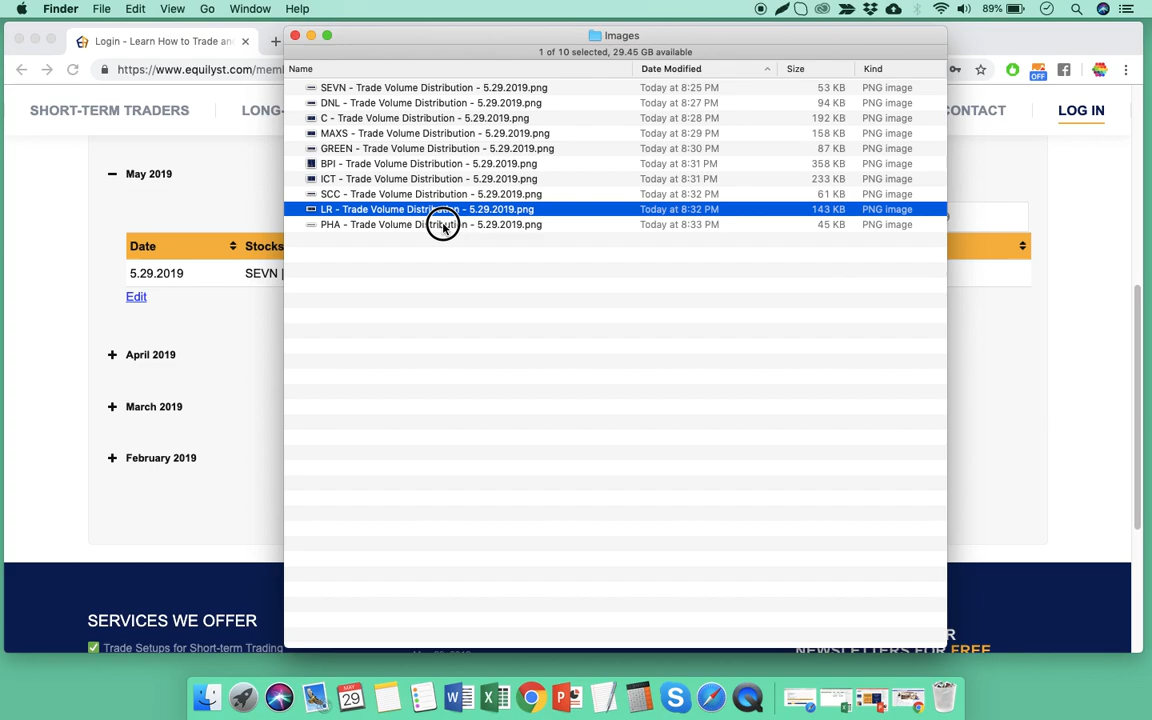 Finder File Edit View Go Window Help 89%
Login - Learn How to Trade an
Images
1 of 10 selected, 29.45 GB available
https://www.equilyst.com/mem
OFF
Name Date Modified Size Kind
SEVN - Trade Volume Distribution - 5.29.2019.png Today at 8:25 PM 53 KB PNG image
DNL - Trade Volume Distribution - 5.29.2019.png Today at 8:27 PM 94 KB PNG image
C - Trade Volume Distribution - 5.29.2019.png Today at 8:28 PM 192 KB PNG image
MAXS - Trade Volume Distribution - 5.29.2019.png Today at 8:29 PM 158 KB PNG image
GREEN - Trade Volume Distribution - 5.29.2019.png Today at 8:30 PM 87 KB PNG image
BPI - Trade Volume Distribution - 5.29.2019.png Today at 8:31 PM 358 KB PNG image
ICT - Trade Volume Distribution - 5.29.2019.png Today at 8:31 PM 233 KB PNG image
SCC - Trade Volume Distribution - 5.29.2019.png Today at 8:32 PM 61 KB PNG image
LR - Trade Volume Distribution - 5.29.2019.png Today at 8:32 PM 143 KB PNG image
PHA - Trade Volume Distribution - 5.29.2019.png Today at 8:33 PM 45 KB PNG image
SHORT-TERM TRADERS LONG- CONTACT LOG IN
May 2019
Date Stocks
5.29.2019 SEVN |
Edit
April 2019
March 2019
February 2019
SERVICES WE OFFER
Trade Setups for Short-term Trading
NEWSLETTERS FOR FREE
MAY 29